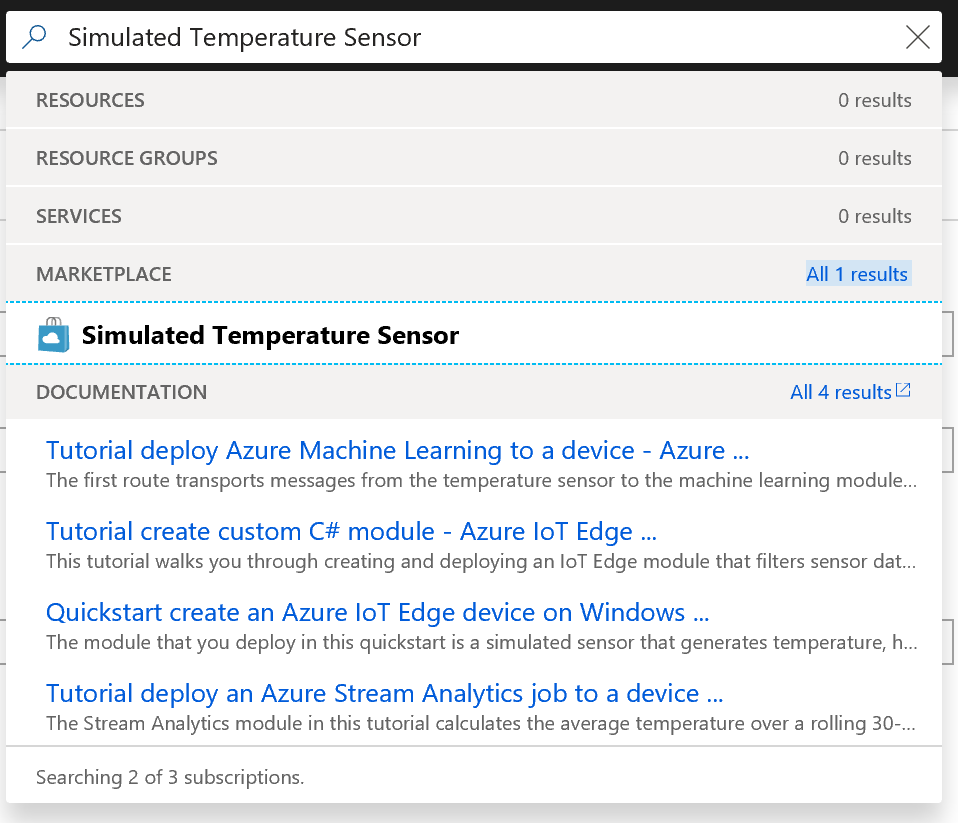 Simulated Temperature Sensor
RESOURCES 0 results
RESOURCE GROUPS 0 results
SERVICES 0 results
MARKETPLACE All 1 results
Simulated Temperature Sensor
DOCUMENTATION All 4 results
Tutorial deploy Azure Machine Learning to a device - Azure ...
The first route transports messages from the temperature sensor to the machine learning module...
Tutorial create custom C# module - Azure IoT Edge ...
This tutorial walks you through creating and deploying an IoT Edge module that filters sensor dat...
Quickstart create an Azure IoT Edge device on Windows ...
The module that you deploy in this quickstart is a simulated sensor that generates temperature, h...
Tutorial deploy an Azure Stream Analytics job to a device ...
The Stream Analytics module in this tutorial calculates the average temperature over a rolling 30-...
Searching 2 of 3 subscriptions.